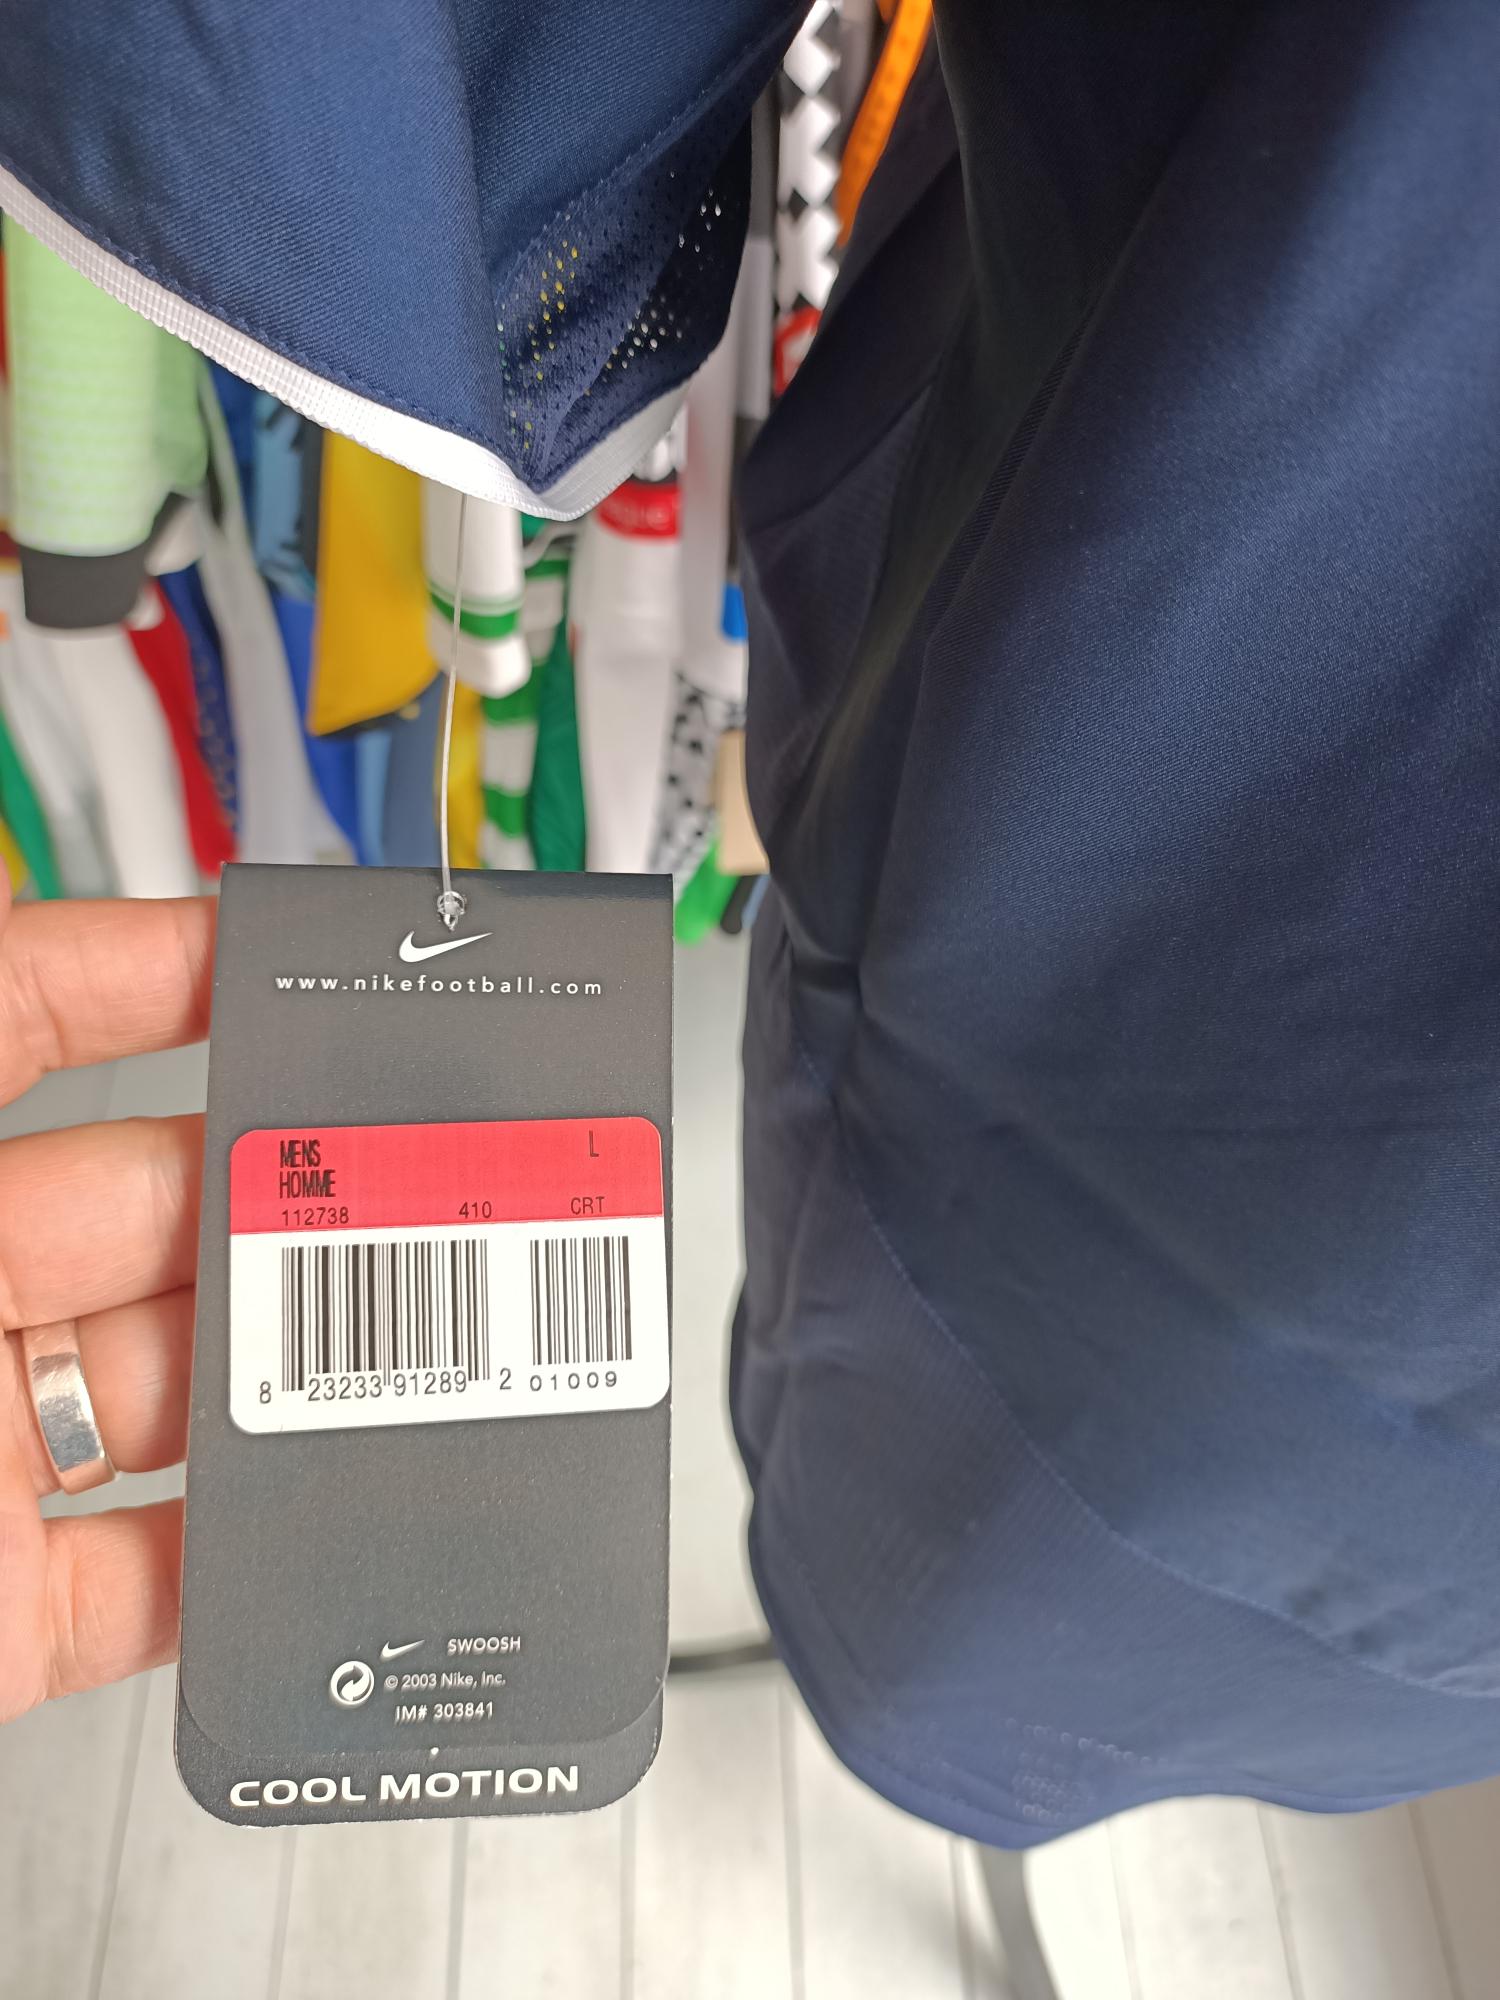 www.nikefootball.com
MENS L
HOMME
112738 410 CRT
8 23233 91289 2 01009
SWOOSH
© 2003 Nike, Inc.
IM# 303841
COOL MOTION